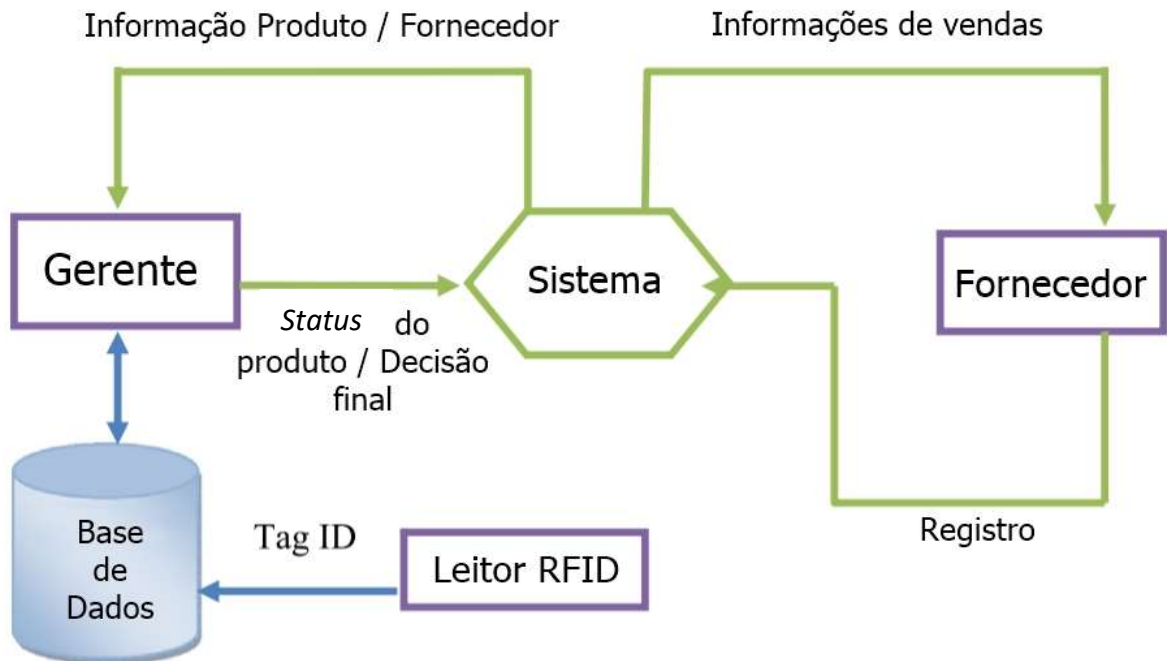 Informação Produto / Fornecedor
Informações de vendas
Gerente
Sistema
Fornecedor
Status do
produto / Decisão
final
Base
de
Dados
Tag ID
Leitor RFID
Registro